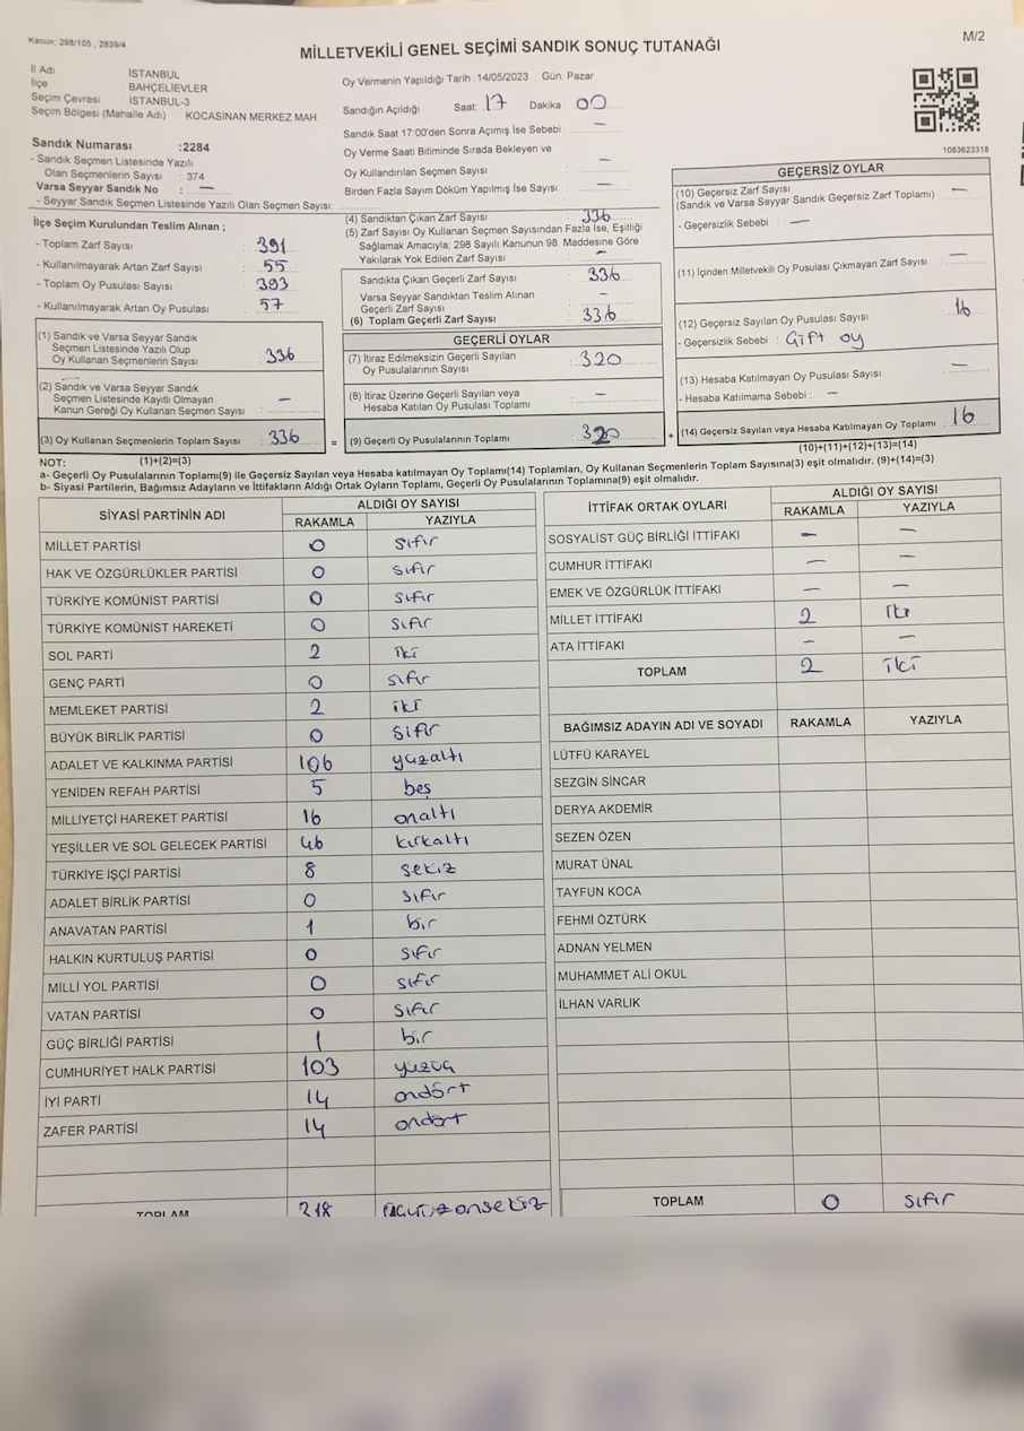 Kanun: 298/105, 2839/4
MİLLETVEKİLİ GENEL SEÇİMİ SANDIK SONUÇ TUTANAĞI
M/2
İl Adı İSTANBUL
İlçe BAHÇELİEVLER
Seçim Çevresi İSTANBUL-3
Seçim Bölgesi (Mahalle Adı) KOCASİNAN MERKEZ MAH
Sandık Numarası :2284
- Sandık Seçmen Listesinde Yazılı
Olan Seçmenlerin Sayısı : 374
Varsa Seyyar Sandık No : —
- Seyyar Sandık Seçmen Listesinde Yazılı Olan Seçmen Sayısı:
Oy Vermenin Yapıldığı Tarih : 14/05/2023 Gün: Pazar
Sandığın Açıldığı Saat: 17 Dakika 00
Sandık Saat 17:00'den Sonra Açımış İse Sebebi —
Oy Verme Saati Bitiminde Sırada Bekleyen ve
Oy Kullandırılan Seçmen Sayısı —
Birden Fazla Sayım Döküm Yapılmış İse Sayısı —
1063623318
İlçe Seçim Kurulundan Teslim Alınan ;
- Toplam Zarf Sayısı : 391
- Kullanılmayarak Artan Zarf Sayısı : 55
- Toplam Oy Pusulası Sayısı : 393
- Kullanılmayarak Artan Oy Pusulası : 57
(1) Sandık ve Varsa Seyyar Sandık
Seçmen Listesinde Yazılı Olup
Oy Kullanan Seçmenlerin Sayısı : 336
(2) Sandık ve Varsa Seyyar Sandık
Seçmen Listesinde Kayıtlı Olmayan
Kanun Gereği Oy Kullanan Seçmen Sayısı —
(3) Oy Kullanan Seçmenlerin Toplam Sayısı : 336
(4) Sandıktan Çıkan Zarf Sayısı 336
(5) Zarf Sayısı Oy Kullanan Seçmen Sayısından Fazla İse, Eşitliği
Sağlamak Amacıyla; 298 Sayılı Kanunun 98. Maddesine Göre
Yakılarak Yok Edilen Zarf Sayısı —
Sandıkta Çıkan Geçerli Zarf Sayısı : 336
Varsa Seyyar Sandıktan Teslim Alınan
Geçerli Zarf Sayısı —
(6) Toplam Geçerli Zarf Sayısı : 336
GEÇERLİ OYLAR
(7) İtiraz Edilmeksizin Geçerli Sayılan
Oy Pusulalarının Sayısı : 320
(8) İtiraz Üzerine Geçerli Sayılan veya
Hesaba Katılan Oy Pusulası Toplamı —
= (9) Geçerli Oy Pusulalarının Toplamı : 320
GEÇERSİZ OYLAR
(10) Geçersiz Zarf Sayısı
(Sandık ve Varsa Seyyar Sandık Geçersiz Zarf Toplamı) —
- Geçersizlik Sebebi : —
(11) İçinden Milletvekili Oy Pusulası Çıkmayan Zarf Sayısı —
(12) Geçersiz Sayılan Oy Pusulası Sayısı 16
- Geçersizlik Sebebi : Gift oy
(13) Hesaba Katılmayan Oy Pusulası Sayısı —
- Hesaba Katılmama Sebebi : —
+ (14) Geçersiz Sayılan veya Hesaba Katılmayan Oy Toplamı 16
NOT: (1)+(2)=(3)
(10)+(11)+(12)+(13)=(14)
a- Geçerli Oy Pusulalarının Toplamı(9) ile Geçersiz Sayılan veya Hesaba katılmayan Oy Toplamı(14) Toplamları, Oy Kullanan Seçmenlerin Toplam Sayısına(3) eşit olmalıdır. (9)+(14)=(3)
b- Siyasi Partilerin, Bağımsız Adayların ve İttifakların Aldığı Ortak Oyların Toplamı, Geçerli Oy Pusulalarının Toplamına(9) eşit olmalıdır.
SİYASİ PARTİNİN ADI ALDIĞI OY SAYISI
RAKAMLA YAZIYLA
MİLLET PARTİSİ 0 sıfır
HAK VE ÖZGÜRLÜKLER PARTİSİ 0 sıfır
TÜRKİYE KOMÜNİST PARTİSİ 0 sıfır
TÜRKİYE KOMÜNİST HAREKETİ 0 sıfır
SOL PARTİ 2 iki
GENÇ PARTİ 0 sıfır
MEMLEKET PARTİSİ 2 iki
BÜYÜK BİRLİK PARTİSİ 0 sıfır
ADALET VE KALKINMA PARTİSİ 106 yüzaltı
YENİDEN REFAH PARTİSİ 5 beş
MİLLİYETÇİ HAREKET PARTİSİ 16 onaltı
YEŞİLLER VE SOL GELECEK PARTİSİ 46 kırkaltı
TÜRKİYE İŞÇİ PARTİSİ 8 sekiz
ADALET BİRLİK PARTİSİ 0 sıfır
ANAVATAN PARTİSİ 1 bir
HALKIN KURTULUŞ PARTİSİ 0 sıfır
MİLLİ YOL PARTİSİ 0 sıfır
VATAN PARTİSİ 0 sıfır
GÜÇ BİRLİĞİ PARTİSİ 1 bir
CUMHURİYET HALK PARTİSİ 103 yüzüç
İYİ PARTİ 14 ondört
ZAFER PARTİSİ 14 ondört
TOPLAM 318 üçyüzonsekiz
İTTİFAK ORTAK OYLARI ALDIĞI OY SAYISI
RAKAMLA YAZIYLA
SOSYALİST GÜÇ BİRLİĞİ İTTİFAKI — —
CUMHUR İTTİFAKI — —
EMEK VE ÖZGÜRLÜK İTTİFAKI — —
MİLLET İTTİFAKI 2 iki
ATA İTTİFAKI — —
TOPLAM 2 iki
BAĞIMSIZ ADAYIN ADI VE SOYADI RAKAMLA YAZIYLA
LÜTFÜ KARAYEL
SEZGİN SİNCAR
DERYA AKDEMİR
SEZEN ÖZEN
MURAT ÜNAL
TAYFUN KOCA
FEHMİ ÖZTÜRK
ADNAN YELMEN
MUHAMMET ALİ OKUL
İLHAN VARLIK
TOPLAM 0 sıfır